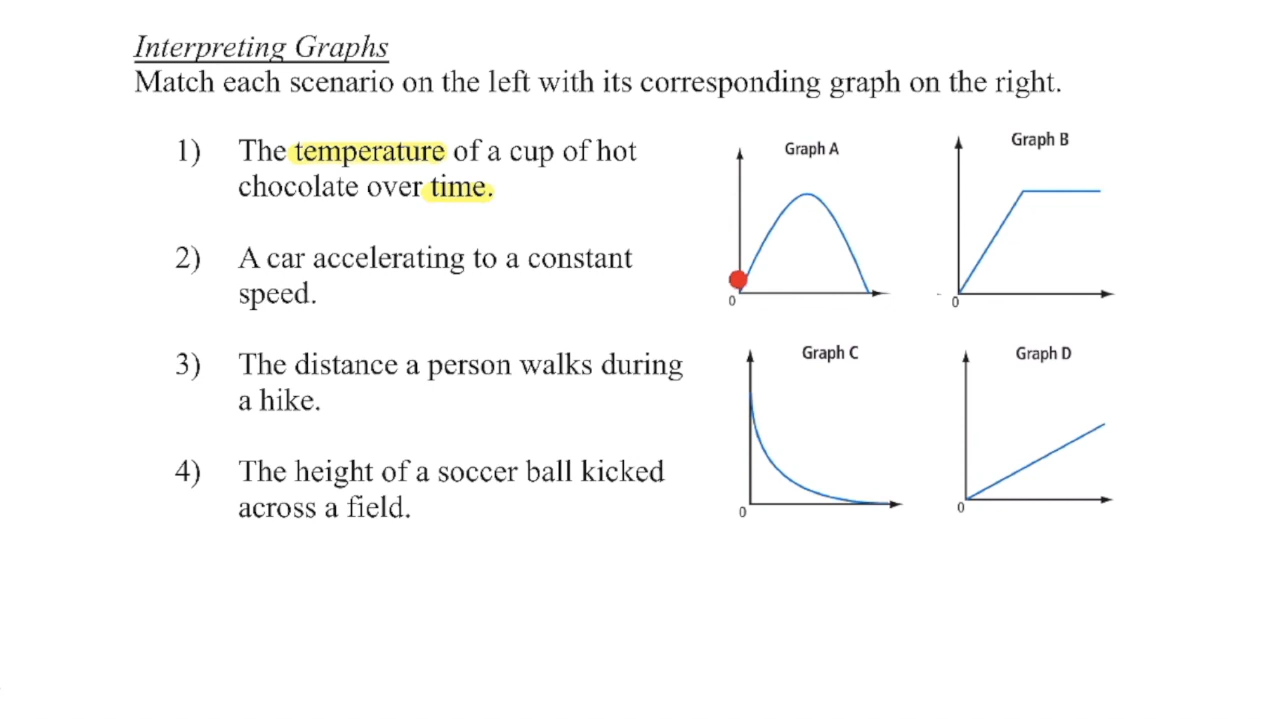 Interpreting Graphs
Match each scenario on the left with its corresponding graph on the right.
1) The temperature of a cup of hot
chocolate over time.
2) A car accelerating to a constant
speed.
3) The distance a person walks during
a hike.
4) The height of a soccer ball kicked
across a field.
Graph A
0
Graph B
0
Graph C
0
Graph D
0